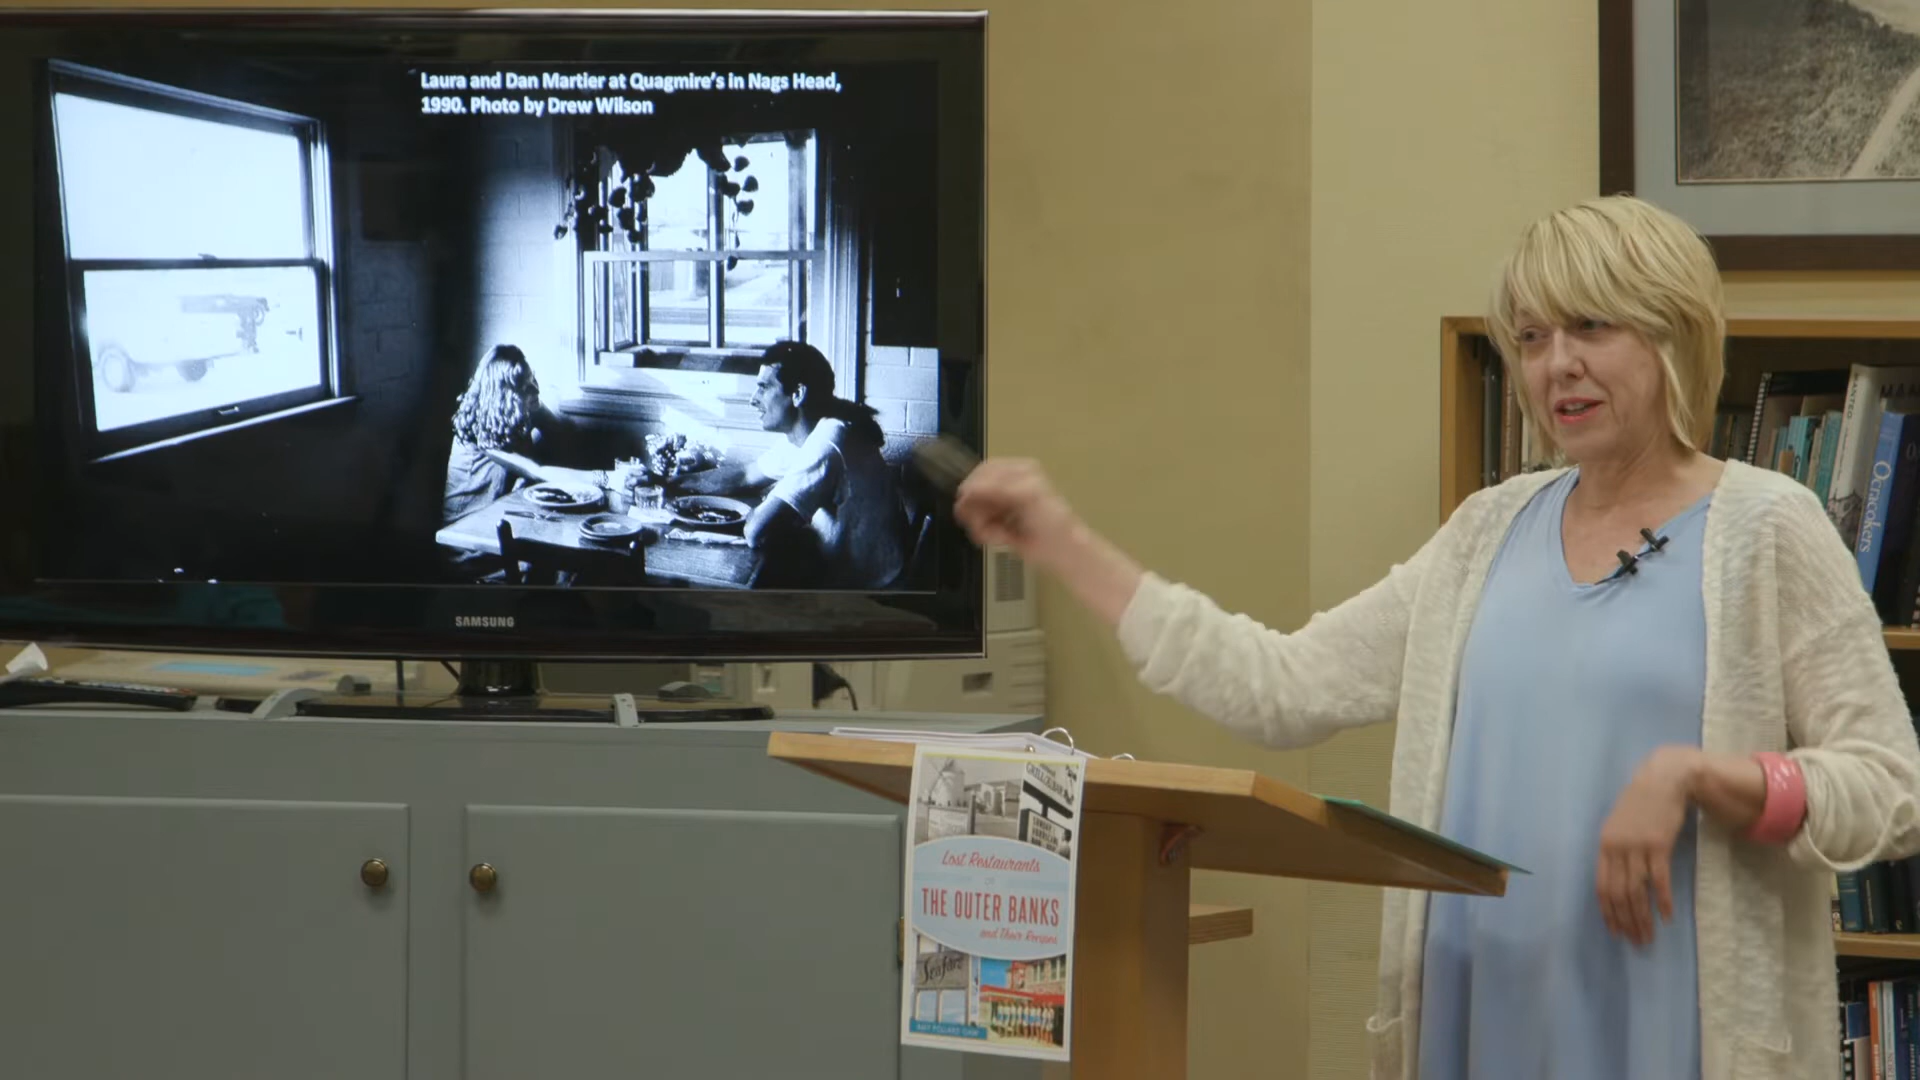 Laura and Dan Martier at Quagmire's in Nags Head,
1990. Photo by Drew Wilson
SAMSUNG
Lost Restaurants
THE OUTER BANKS
and Their Recipes
Ocracokers